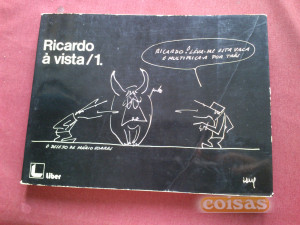 Ricardo
à vista/1.
RICARDO! LEVA-ME ESTA VACA
E MULTIPLICA-A POR TRÊS!
O DESEJO DE MÁRIO SOARES
Liber
coisas